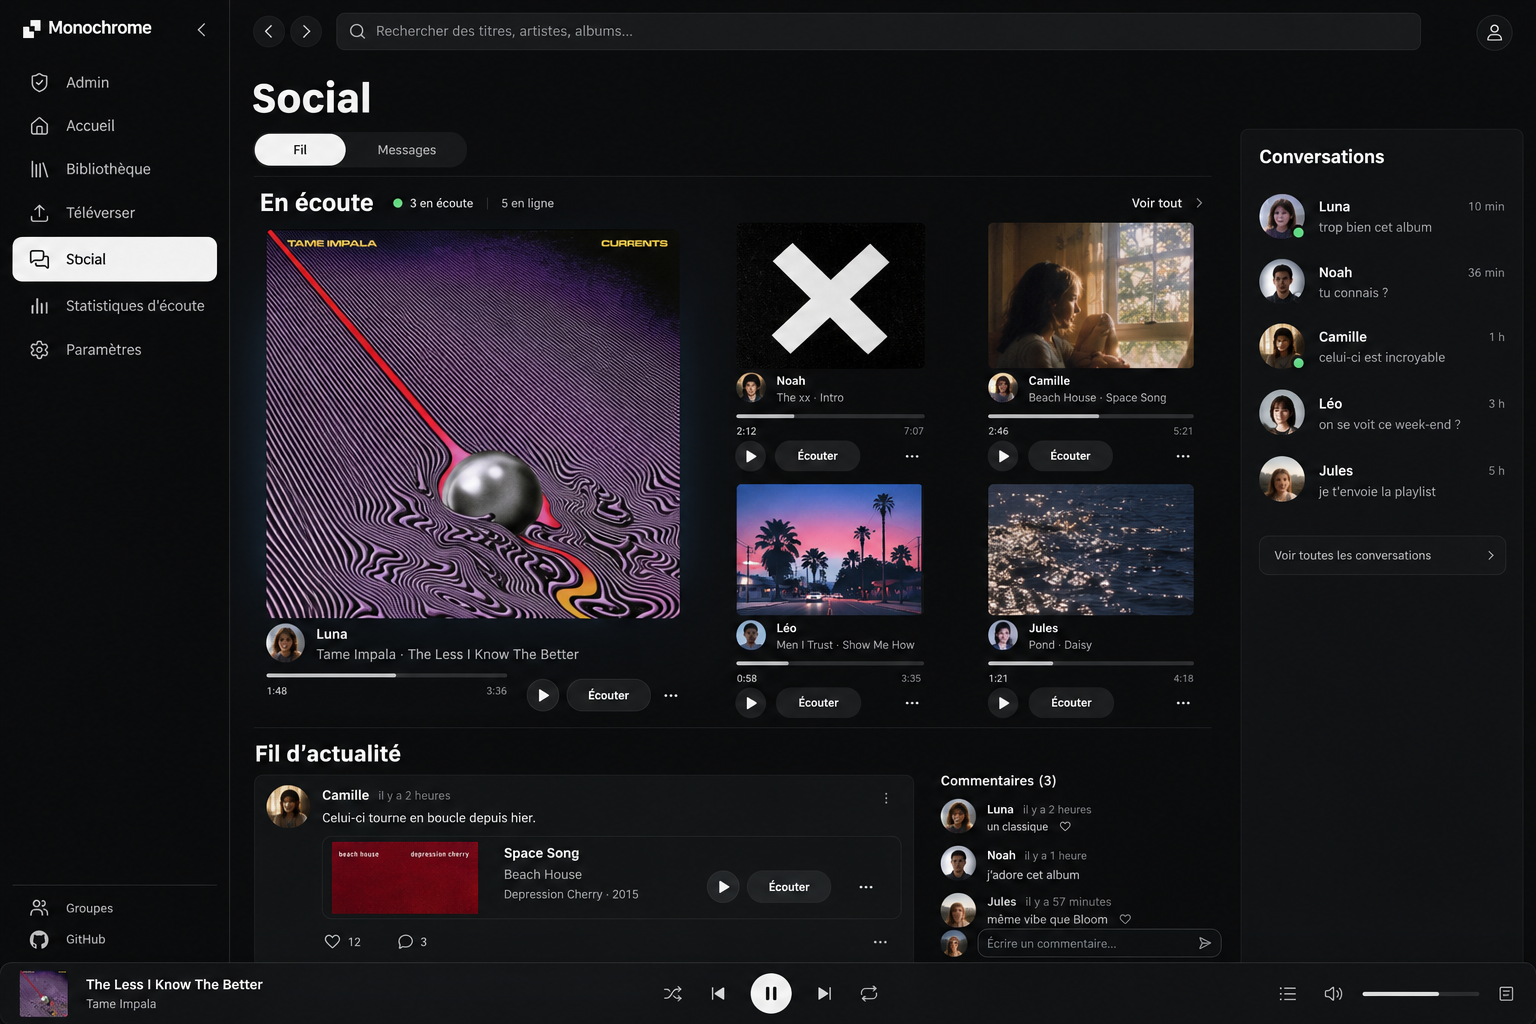 Monochrome
Rechercher des titres, artistes, albums...
Admin
Accueil
Bibliothèque
Téléverser
Social
Statistiques d'écoute
Paramètres
Groupes
GitHub
Social
Fil
Messages
En écoute
3 en écoute
5 en ligne
Voir tout
TAME IMPALA
CURRENTS
Luna
Tame Impala · The Less I Know The Better
1:48
3:36
Écouter
Noah
The xx · Intro
2:12
7:07
Écouter
Camille
Beach House · Space Song
2:46
5:21
Écouter
Léo
Men I Trust · Show Me How
0:58
3:35
Écouter
Jules
Pond · Daisy
1:21
4:18
Écouter
Fil d’actualité
Camille il y a 2 heures
Celui-ci tourne en boucle depuis hier.
beach house
depression cherry
Space Song
Beach House
Depression Cherry · 2015
Écouter
12
3
Commentaires (3)
Luna il y a 2 heures
un classique
Noah il y a 1 heure
j'adore cet album
Jules il y a 57 minutes
même vibe que Bloom
Écrire un commentaire...
Conversations
Luna 10 min
trop bien cet album
Noah 36 min
tu connais ?
Camille 1 h
celui-ci est incroyable
Léo 3 h
on se voit ce week-end ?
Jules 5 h
je t'envoie la playlist
Voir toutes les conversations
The Less I Know The Better
Tame Impala